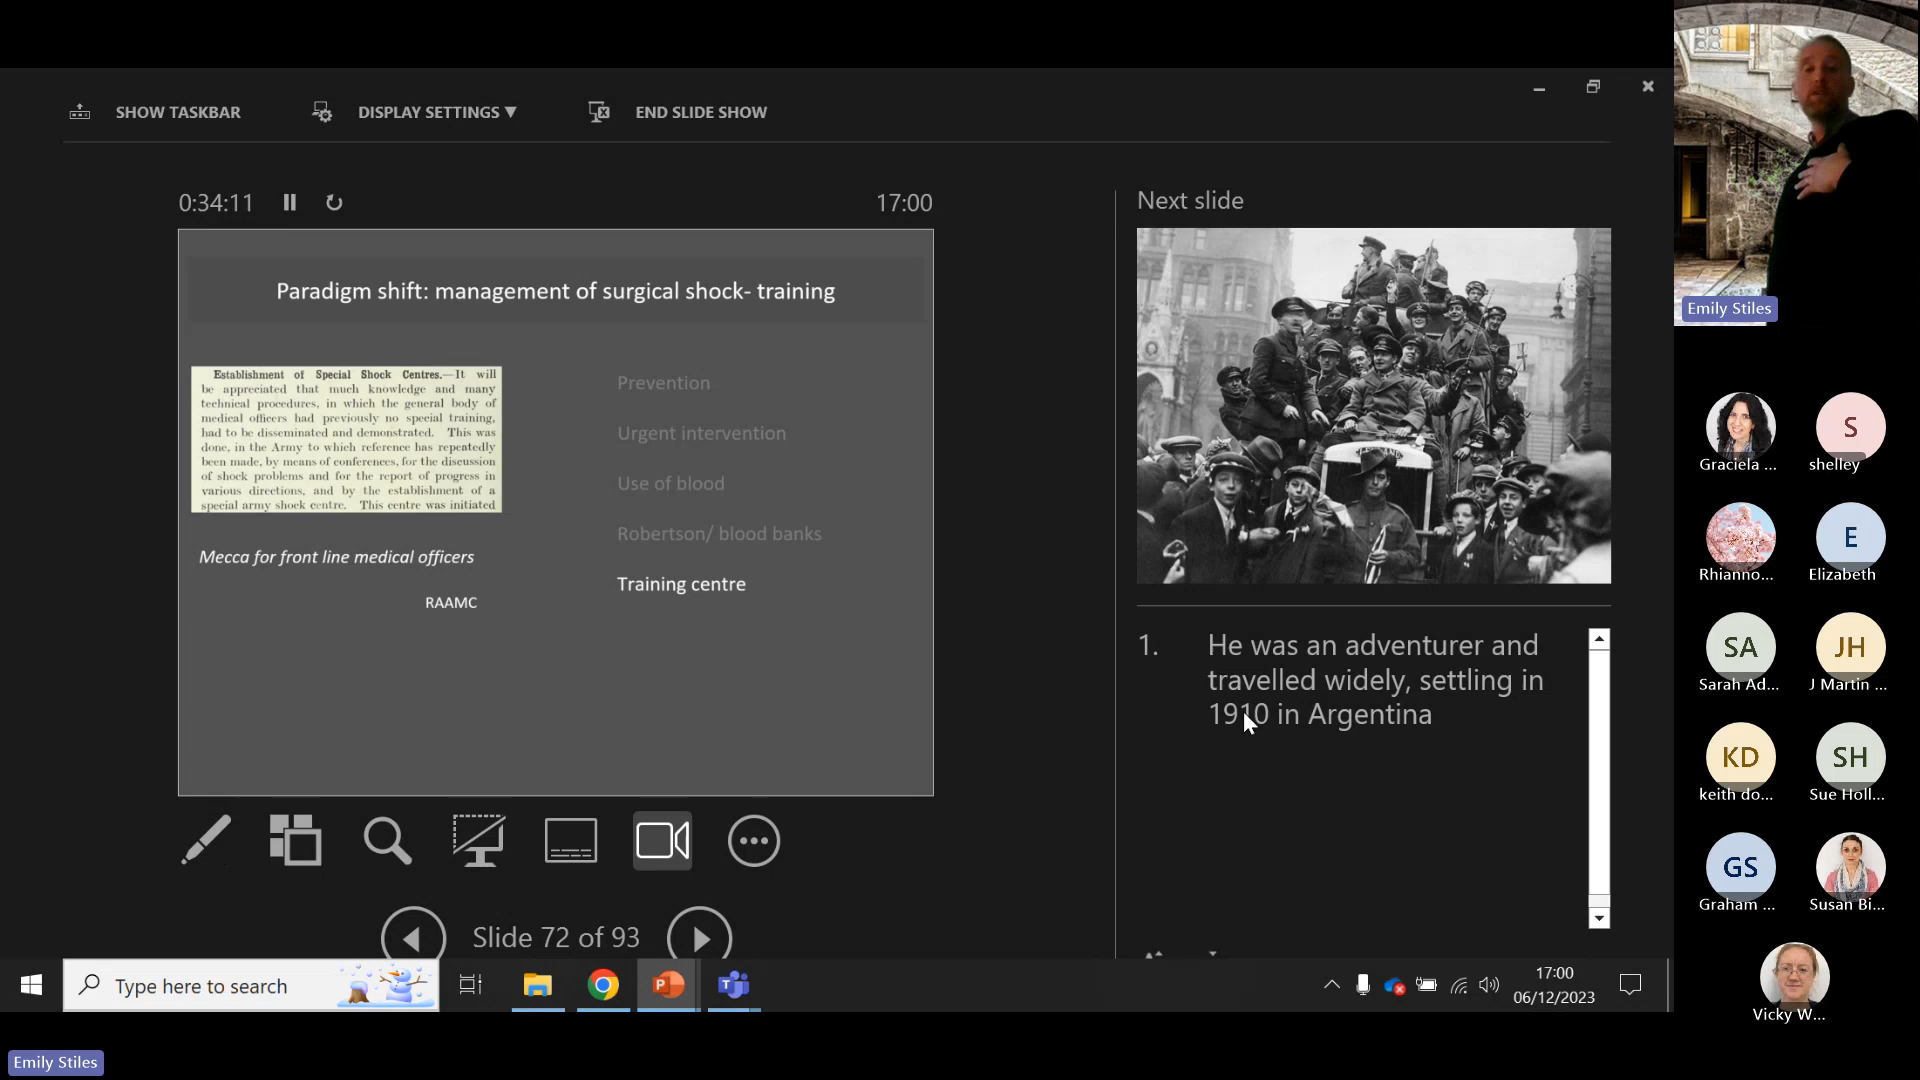 SHOW TASKBAR
DISPLAY SETTINGS ▼
END SLIDE SHOW
0:34:11
17:00
Paradigm shift: management of surgical shock- training
Establishment of Special Shock Centres.—It will
be appreciated that much knowledge and many
technical procedures, in which the general body of
medical officers had previously no special training,
had to be disseminated and demonstrated. This was
done, in the Army to which reference has repeatedly
been made, by means of conferences, for the discussion
of shock problems and for the report of progress in
various directions, and by the establishment of a
special army shock centre. This centre was initiated
Mecca for front line medical officers
RAAMC
Prevention
Urgent intervention
Use of blood
Robertson/ blood banks
Training centre
Slide 72 of 93
Next slide
1. He was an adventurer and
travelled widely, settling in
1910 in Argentina
Type here to search
17:00
06/12/2023
Emily Stiles
Emily Stiles
Graciela ...
S
shelley
Rhianno...
E
Elizabeth
SA
Sarah Ad...
JH
J Martin ...
KD
keith do...
SH
Sue Holl...
GS
Graham ...
Susan Bi...
Vicky W...